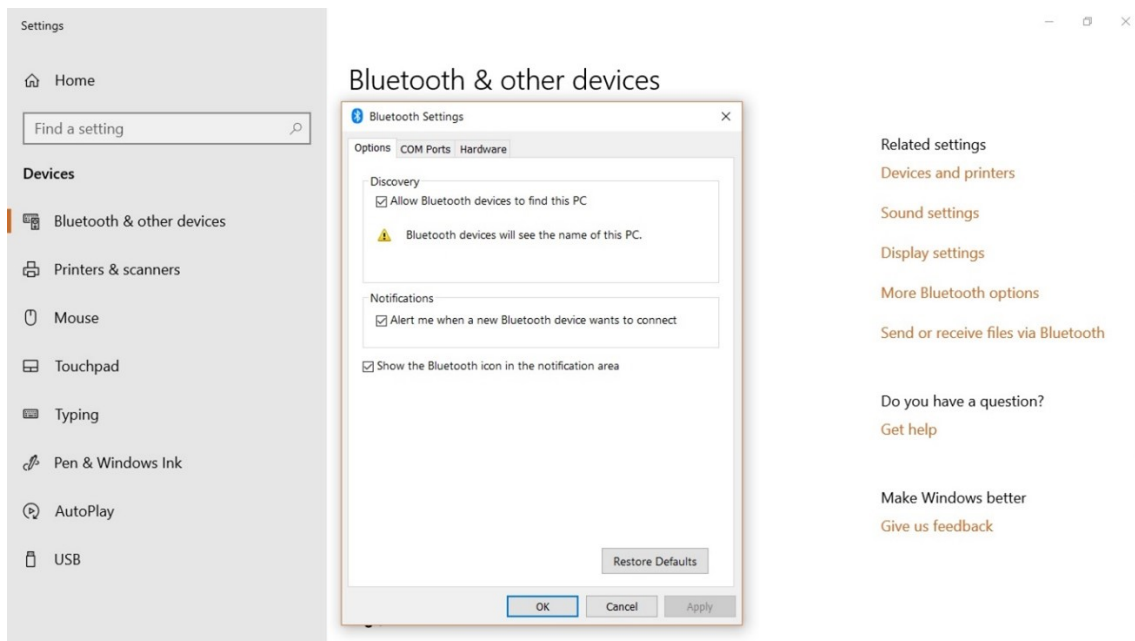 Settings
Home
Find a setting
Devices
Bluetooth & other devices
Printers & scanners
Mouse
Touchpad
Typing
Pen & Windows Ink
AutoPlay
USB
Bluetooth & other devices
Bluetooth Settings
Options COM Ports Hardware
Discovery
Allow Bluetooth devices to find this PC
Bluetooth devices will see the name of this PC.
Notifications
Alert me when a new Bluetooth device wants to connect
Show the Bluetooth icon in the notification area
Restore Defaults
OK Cancel Apply
Related settings
Devices and printers
Sound settings
Display settings
More Bluetooth options
Send or receive files via Bluetooth
Do you have a question?
Get help
Make Windows better
Give us feedback